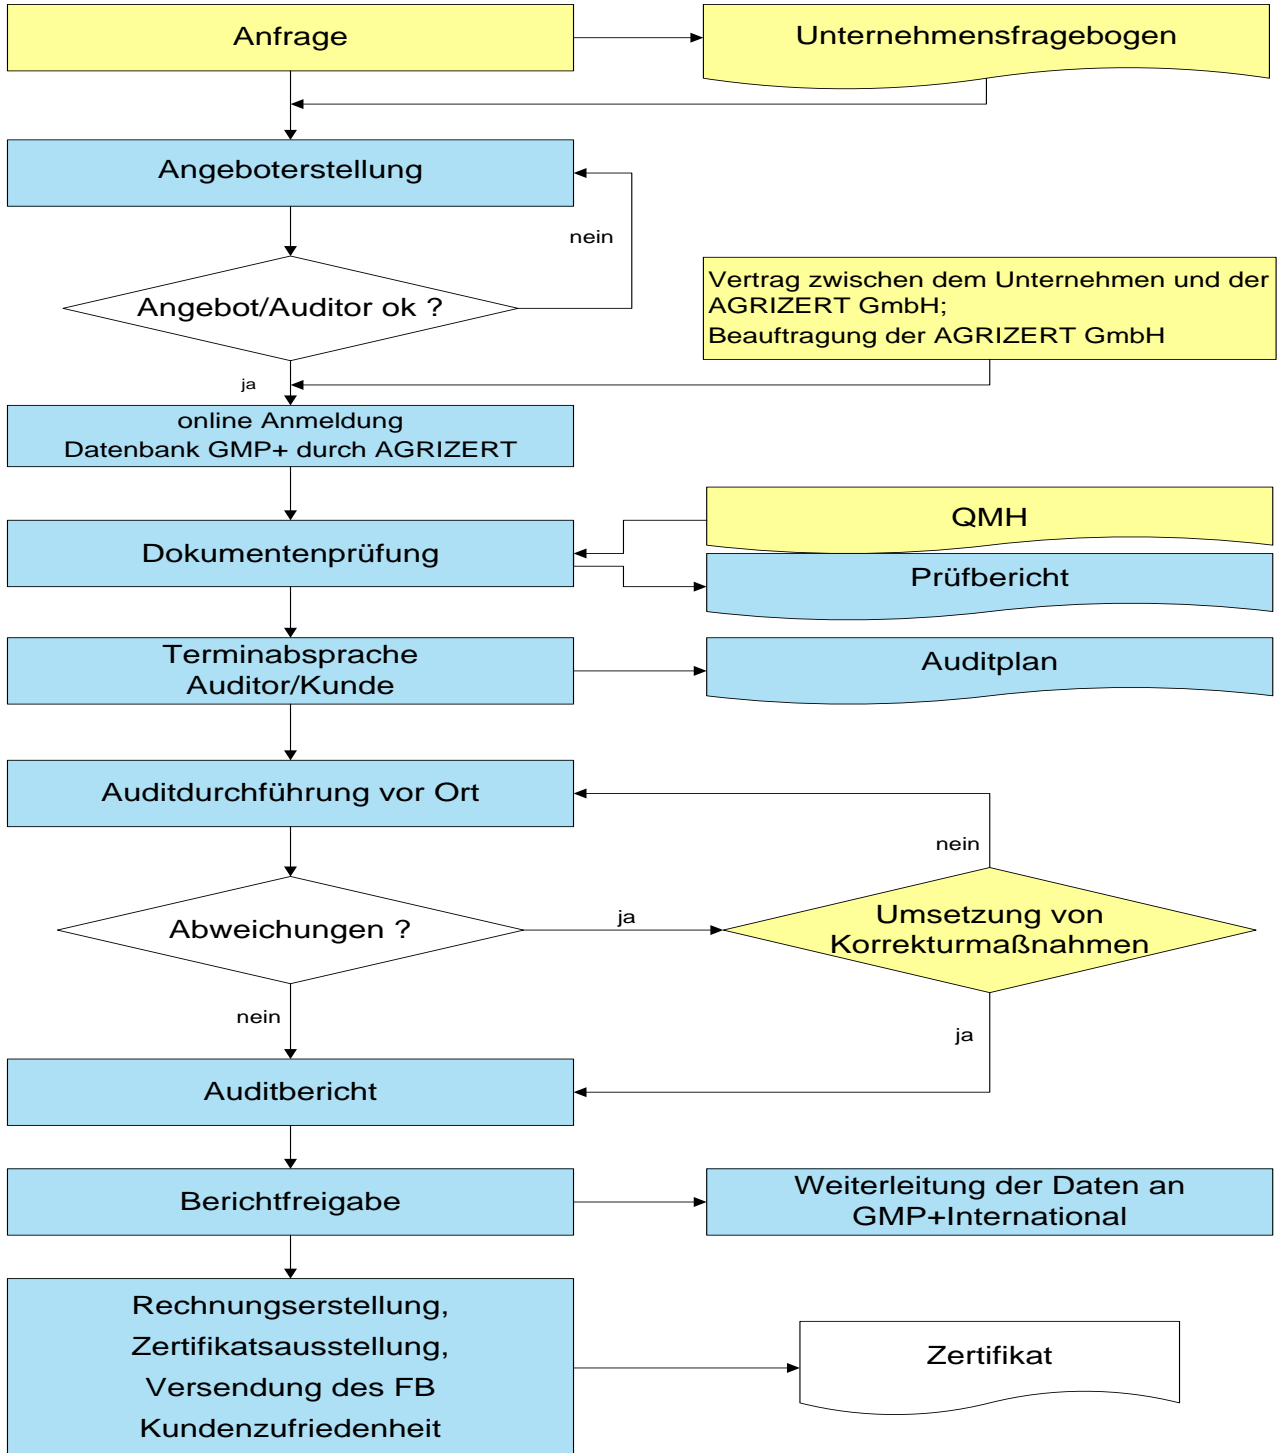 Anfrage
Unternehmensfragebogen
Angeboterstellung
nein
Angebot/Auditor ok ?
Vertrag zwischen dem Unternehmen und der
AGRIZERT GmbH;
Beauftragung der AGRIZERT GmbH
ja
online Anmeldung
Datenbank GMP+ durch AGRIZERT
Dokumentenprüfung
QMH
Prüfbericht
Terminabsprache
Auditor/Kunde
Auditplan
Auditdurchführung vor Ort
nein
Abweichungen ?
ja
Umsetzung von
Korrekturmaßnahmen
nein
ja
Auditbericht
Berichtfreigabe
Weiterleitung der Daten an
GMP+International
Rechnungserstellung,
Zertifikatsausstellung,
Versendung des FB
Kundenzufriedenheit
Zertifikat